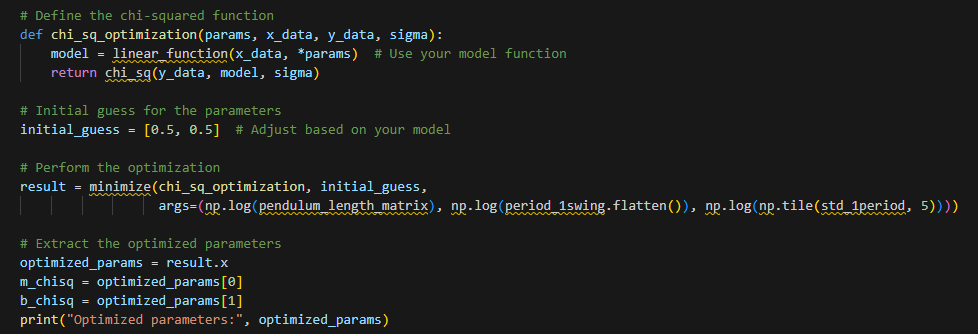 # Define the chi-squared function
def chi_sq_optimization(params, x_data, y_data, sigma):
    model = linear_function(x_data, *params)  # Use your model function
    return chi_sq(y_data, model, sigma)

# Initial guess for the parameters
initial_guess = [0.5, 0.5]  # Adjust based on your model

# Perform the optimization
result = minimize(chi_sq_optimization, initial_guess,
                  args=(np.log(pendulum_length_matrix), np.log(period_1swing.flatten()), np.log(np.tile(std_1period, 5))))

# Extract the optimized parameters
optimized_params = result.x
m_chisq = optimized_params[0]
b_chisq = optimized_params[1]
print("Optimized parameters:", optimized_params)